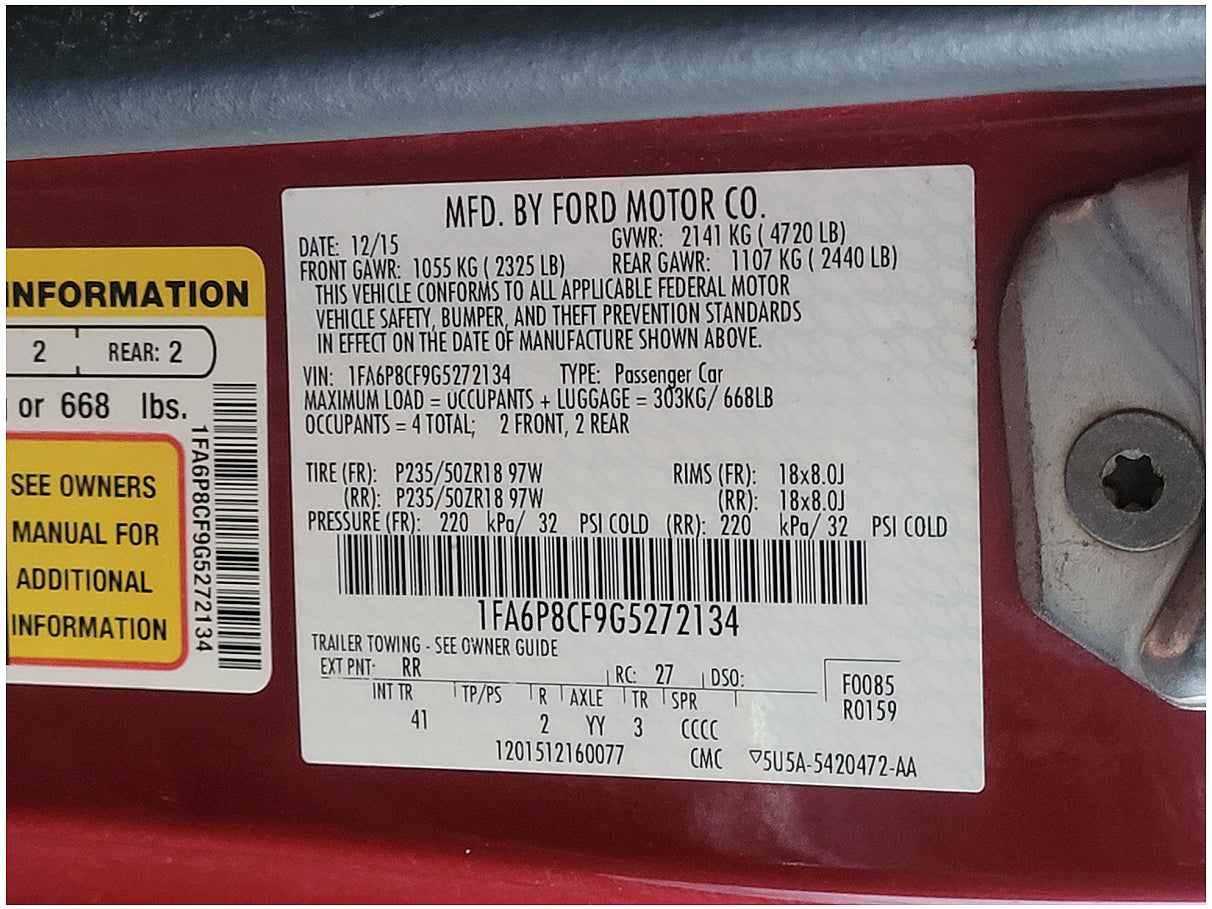 INFORMATION
2 REAR: 2
or 668 lbs.
SEE OWNERS
MANUAL FOR
ADDITIONAL
INFORMATION
1FA6P8CF9G5272134
MFD. BY FORD MOTOR CO.
DATE: 12/15 GVWR: 2141 KG ( 4720 LB)
FRONT GAWR: 1055 KG ( 2325 LB) REAR GAWR: 1107 KG ( 2440 LB)
THIS VEHICLE CONFORMS TO ALL APPLICABLE FEDERAL MOTOR
VEHICLE SAFETY, BUMPER, AND THEFT PREVENTION STANDARDS
IN EFFECT ON THE DATE OF MANUFACTURE SHOWN ABOVE.
VIN: 1FA6P8CF9G5272134 TYPE: Passenger Car
MAXIMUM LOAD = OCCUPANTS + LUGGAGE = 303KG/ 668LB
OCCUPANTS = 4 TOTAL; 2 FRONT, 2 REAR
TIRE (FR): P235/50ZR18 97W RIMS (FR): 18x8.0J
(RR): P235/50ZR18 97W (RR): 18x8.0J
PRESSURE (FR): 220 kPa/ 32 PSI COLD (RR): 220 kPa/ 32 PSI COLD
1FA6P8CF9G5272134
TRAILER TOWING - SEE OWNER GUIDE
EXT PNT: RR RC: 27 DSO:
INT TR TP/PS R AXLE TR SPR
41 2 YY 3 CCCC
F0085
R0159
1201512160077 CMC ▽5U5A-5420472-AA